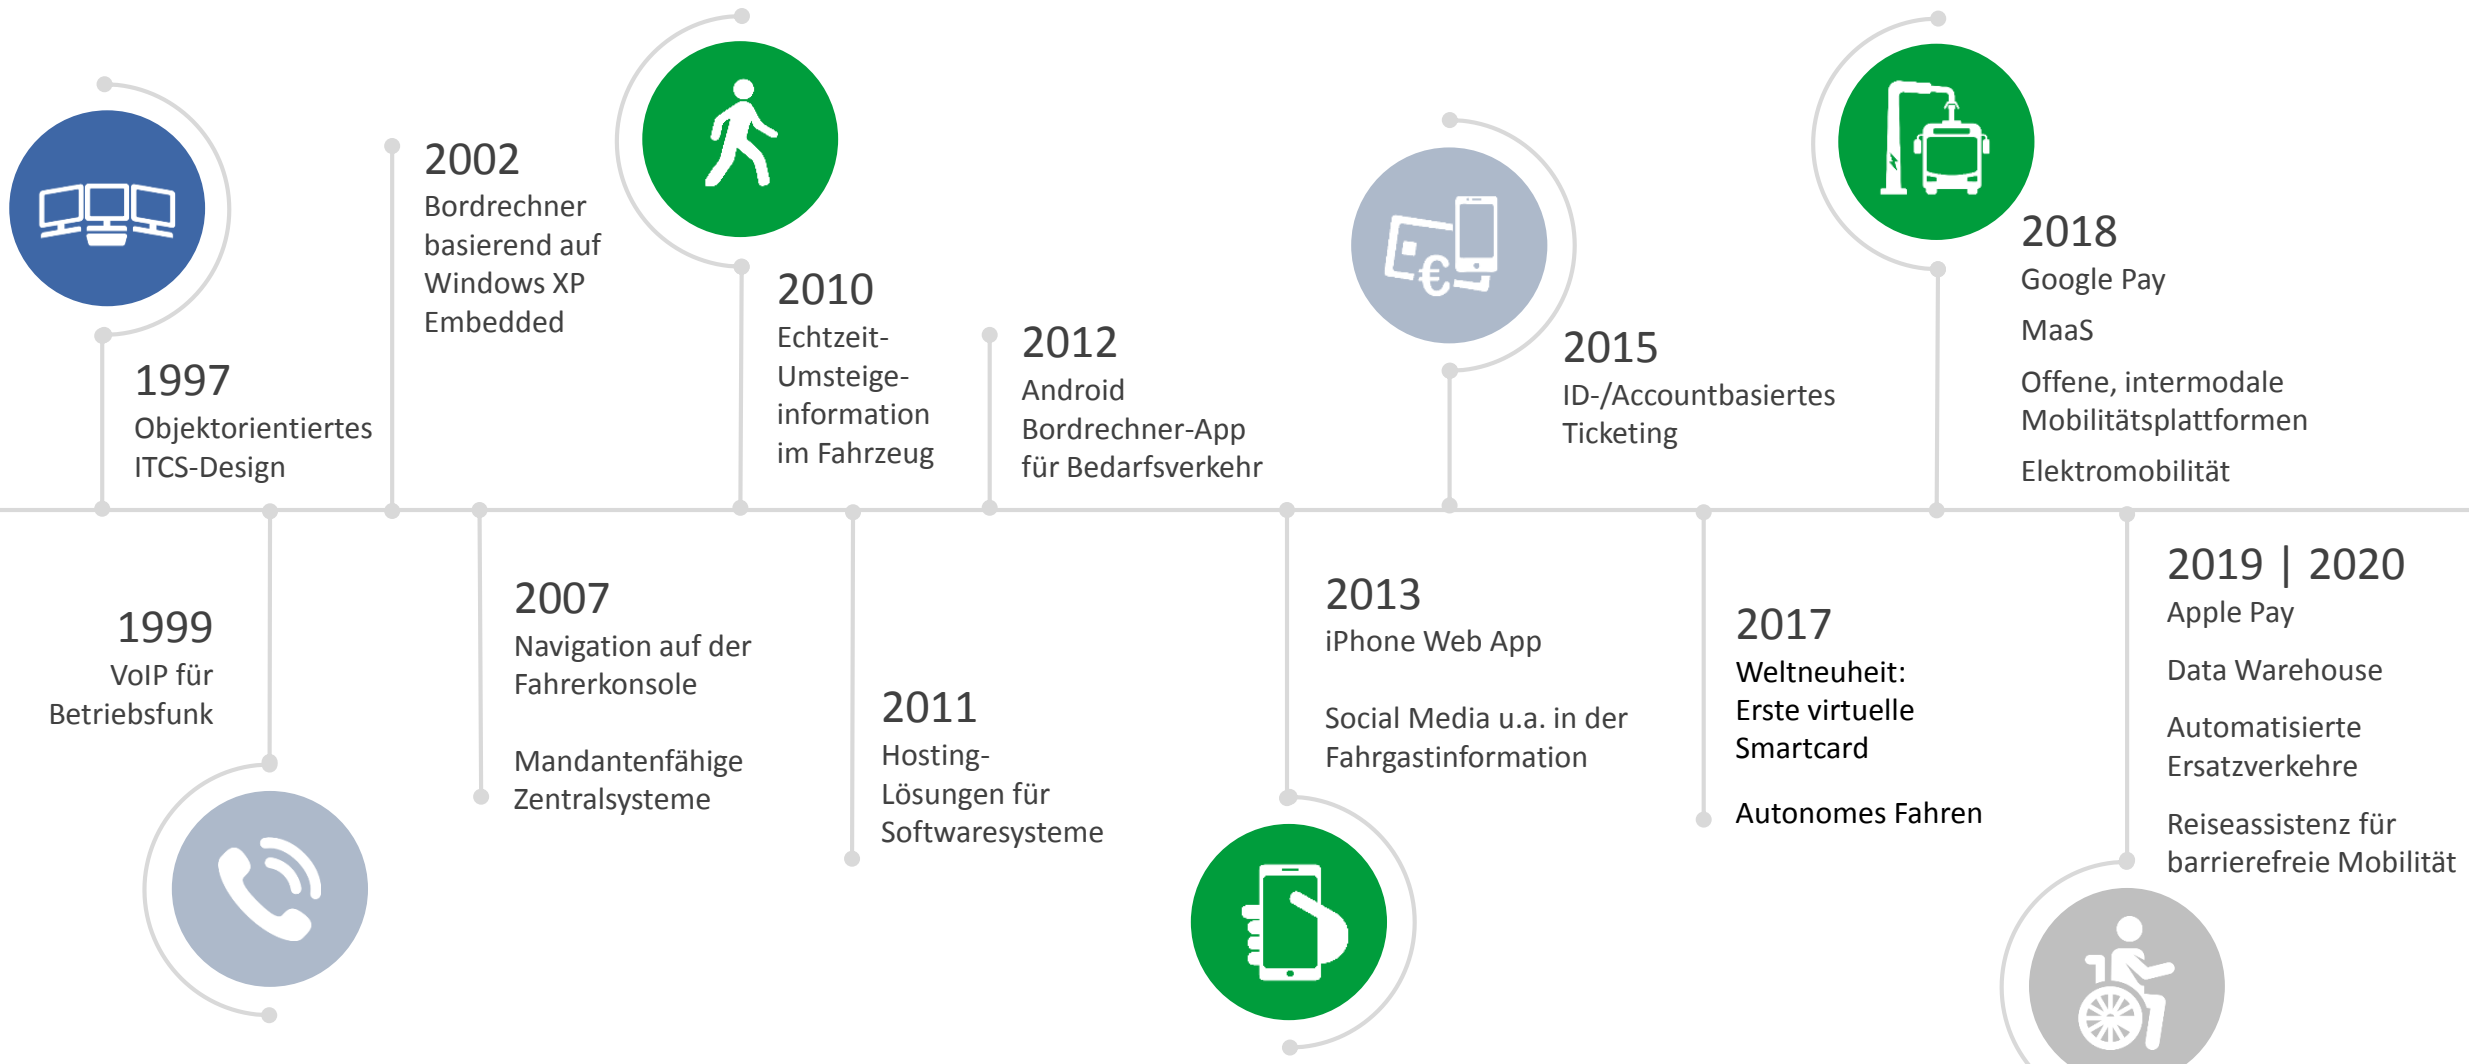 1997
Objektorientiertes
ITCS-Design
1999
VoIP für
Betriebsfunk
2002
Bordrechner
basierend auf
Windows XP
Embedded
2007
Navigation auf der
Fahrerkonsole
Mandantenfähige
Zentralsysteme
2010
Echtzeit-
Umsteige-
information
im Fahrzeug
2011
Hosting-
Lösungen für
Softwaresysteme
2012
Android
Bordrechner-App
für Bedarfsverkehr
2013
iPhone Web App
Social Media u.a. in der
Fahrgastinformation
€
2015
ID-/Accountbasiertes
Ticketing
2017
Weltneuheit:
Erste virtuelle
Smartcard
Autonomes Fahren
2018
Google Pay
MaaS
Offene, intermodale
Mobilitätsplattformen
Elektromobilität
2019 | 2020
Apple Pay
Data Warehouse
Automatisierte
Ersatzverkehre
Reiseassistenz für
barrierefreie Mobilität